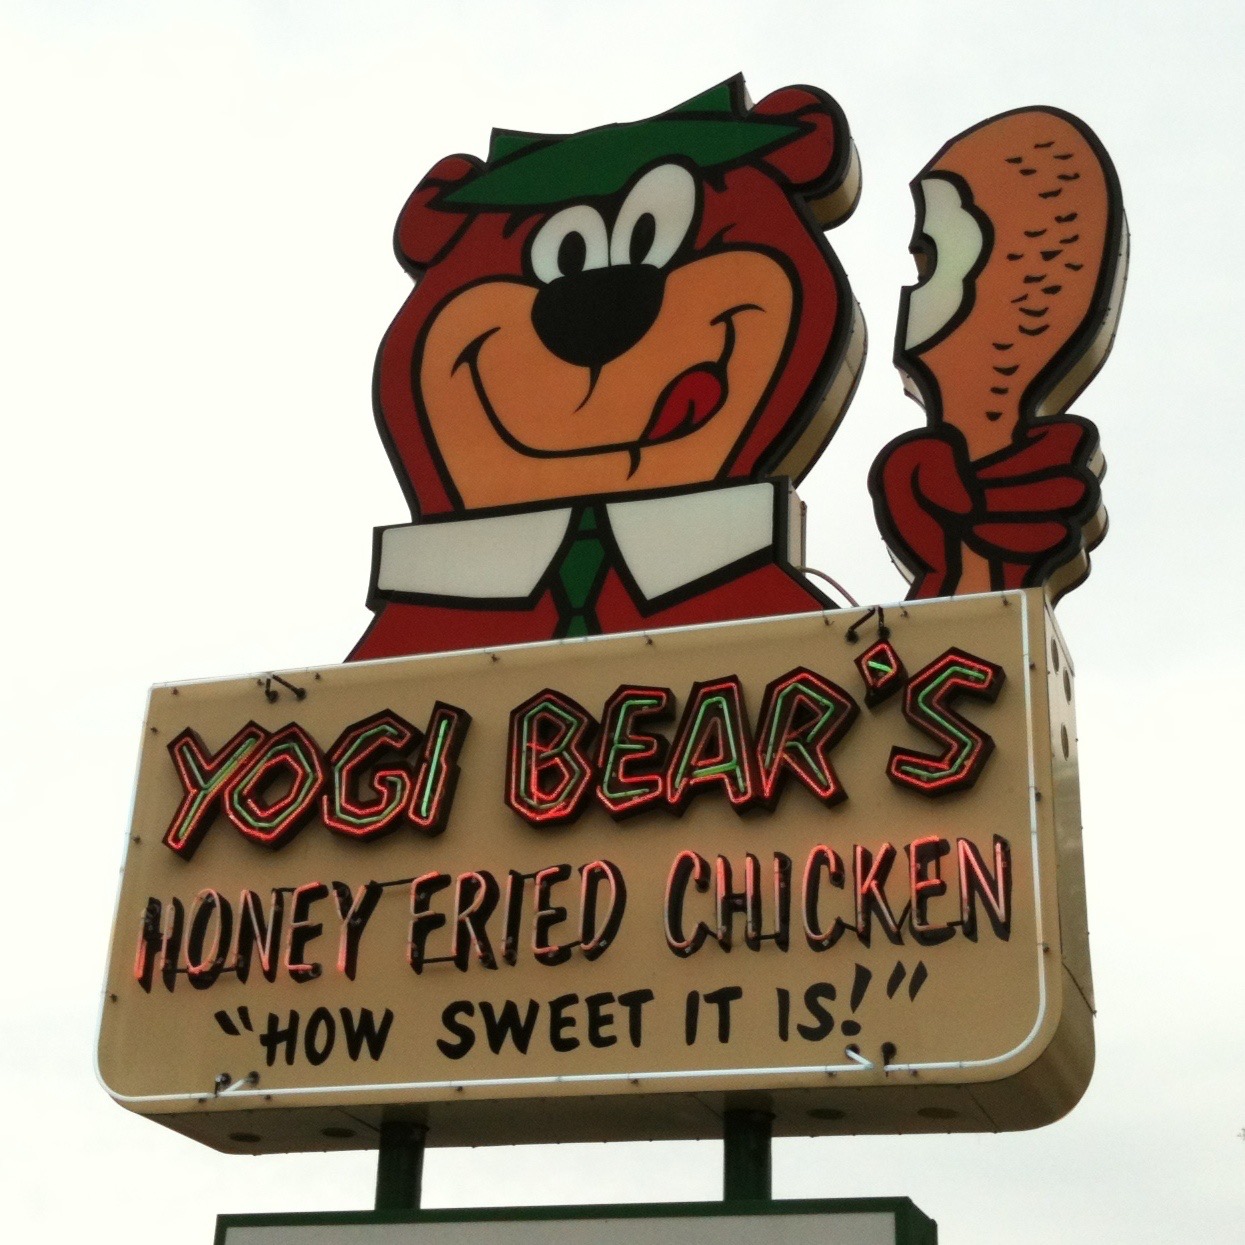 YOGI BEAR'S
HONEY FRIED CHICKEN
"HOW SWEET IT IS!"